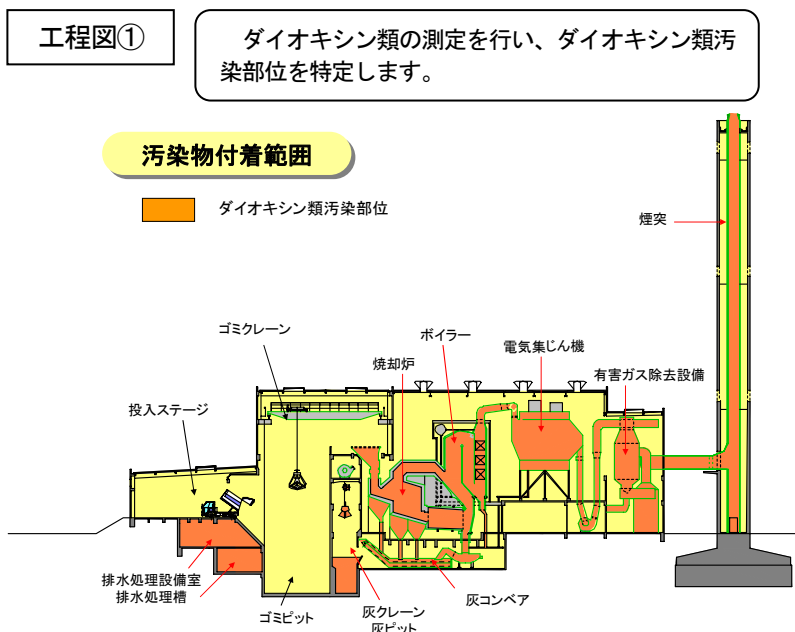 工程図①
ダイオキシン類の測定を行い、ダイオキシン類汚
染部位を特定します。
汚染物付着範囲
ダイオキシン類汚染部位
煙突
ゴミクレーン
ボイラー
電気集じん機
焼却炉
有害ガス除去設備
投入ステージ
排水処理設備室
排水処理槽
ゴミピット
灰クレーン
灰ピット
灰コンベア